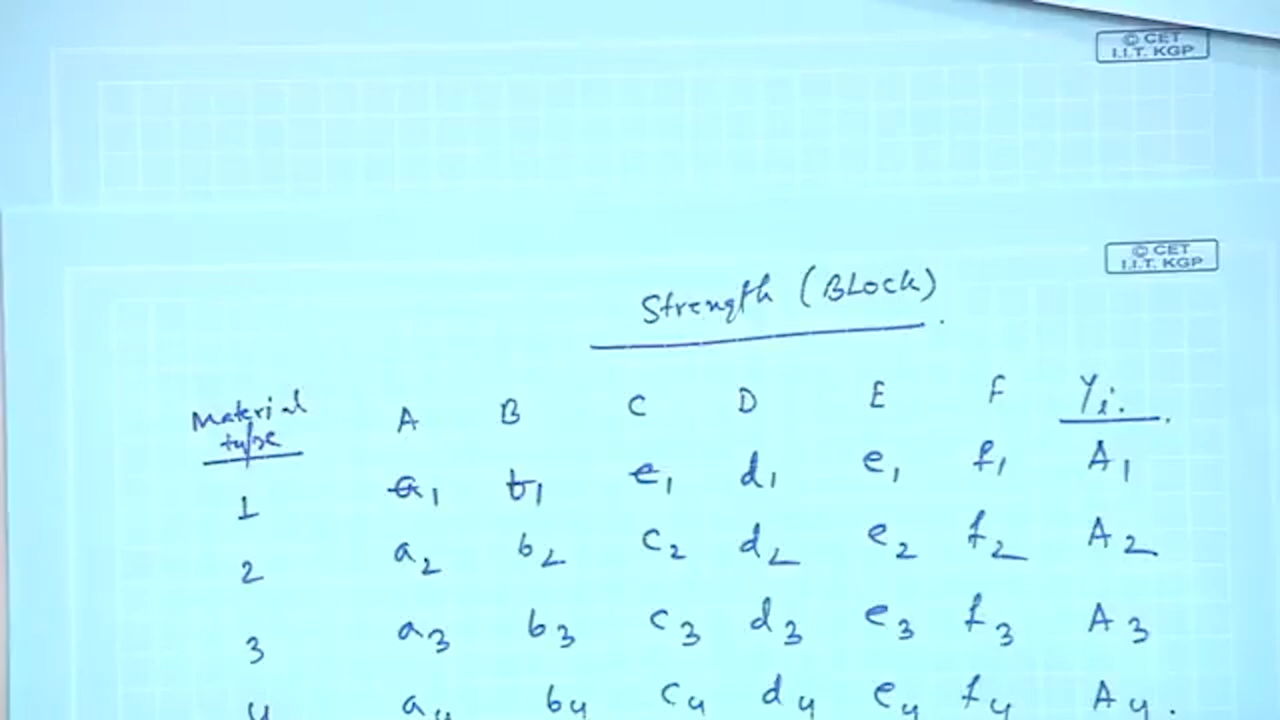 © CET
I.I.T. KGP
© CET
I.I.T. KGP
Strength (BLock).
Material type A B C D E F Yi..
1 a1 b1 c1 d1 e1 f1 A1
2 a2 b2 c2 d2 e2 f2 A2
3 a3 b3 c3 d3 e3 f3 A3
4 a4 b4 c4 d4 e4 f4 A4.